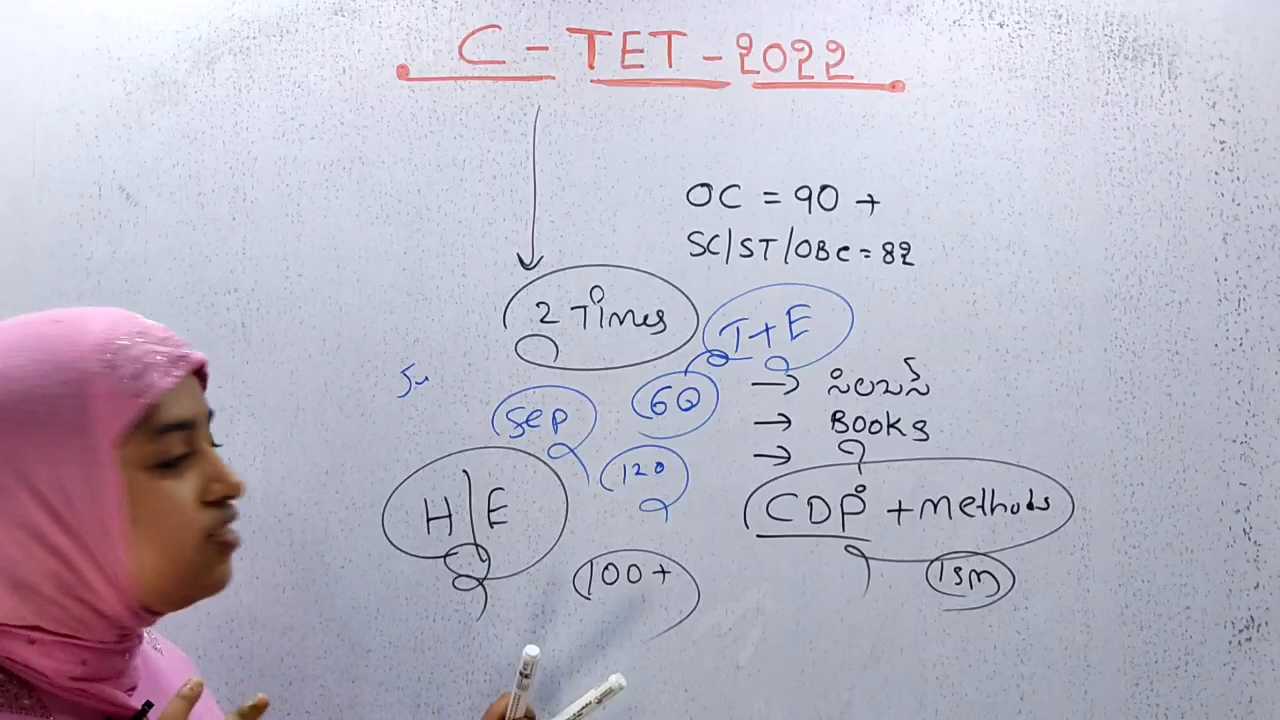 C - TET - 2022
OC = 90 +
SC/ST/OBC = 82
2 Times
T+E
60
సిలబస్
Sep
Books
120
H/E
CDP + methods
100+
15m